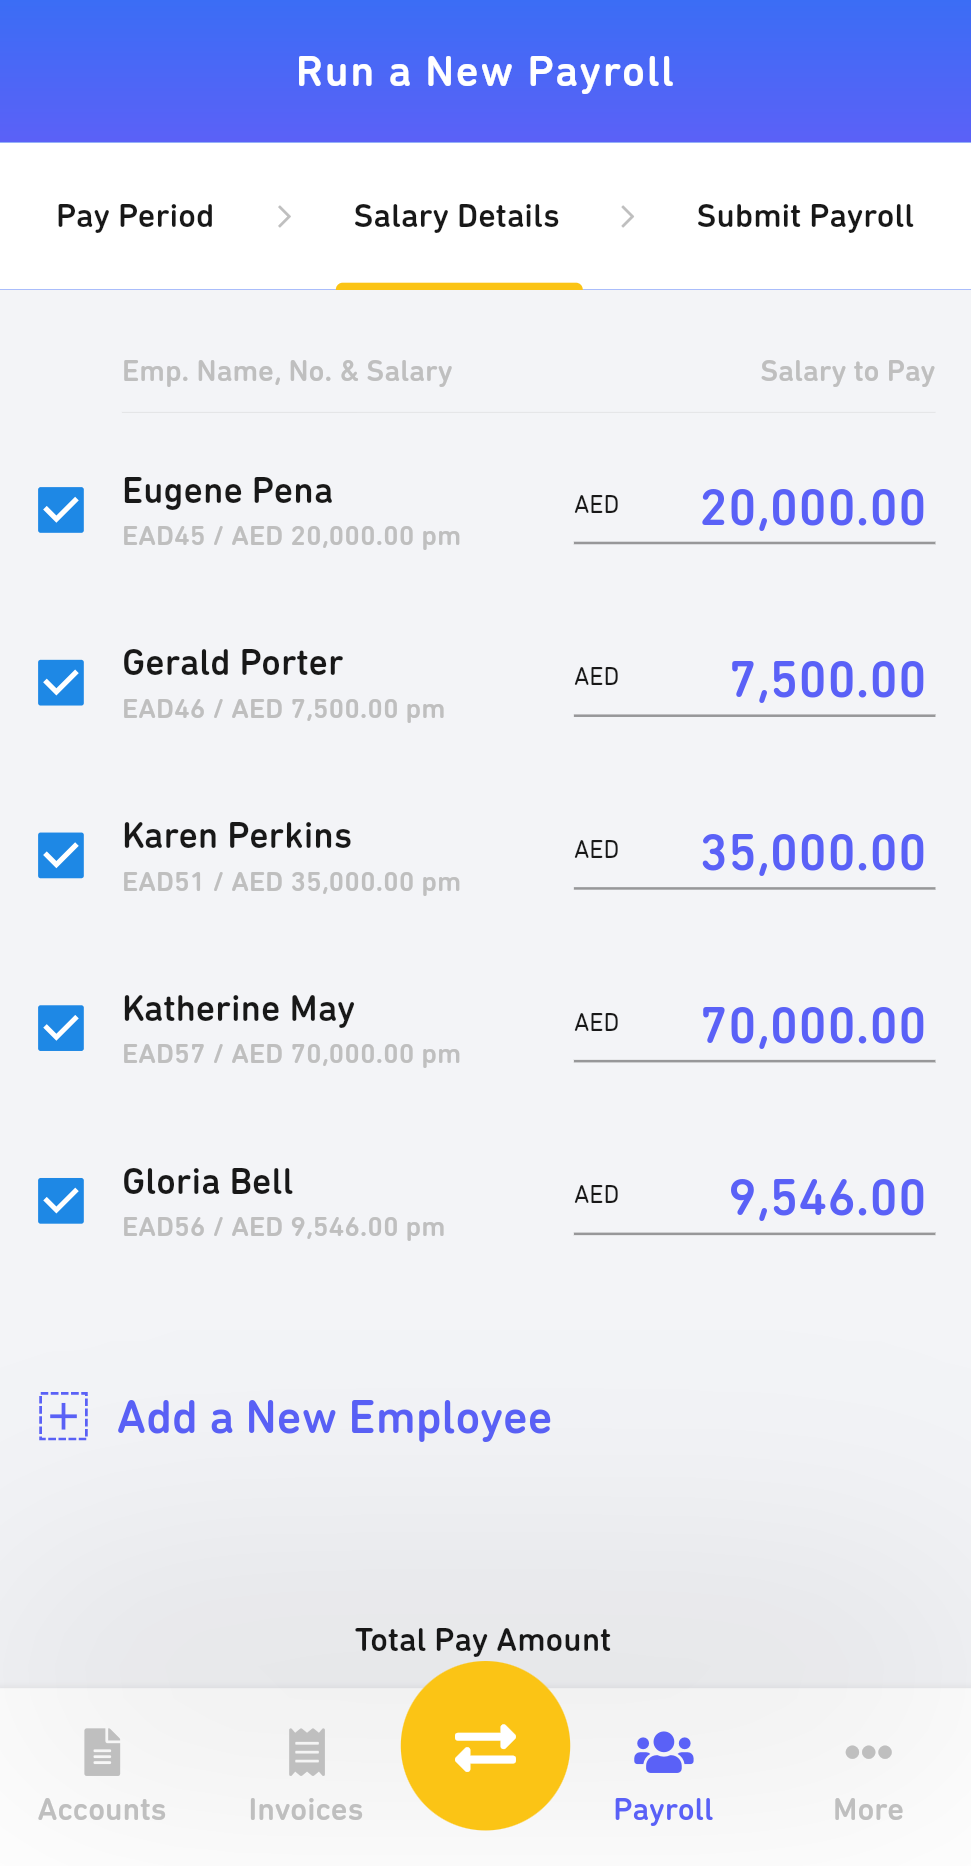 Run a New Payroll
Pay Period > Salary Details > Submit Payroll
Emp. Name, No. & Salary Salary to Pay
Eugene Pena
EAD45 / AED 20,000.00 pm
AED 20,000.00
Gerald Porter
EAD46 / AED 7,500.00 pm
AED 7,500.00
Karen Perkins
EAD51 / AED 35,000.00 pm
AED 35,000.00
Katherine May
EAD57 / AED 70,000.00 pm
AED 70,000.00
Gloria Bell
EAD56 / AED 9,546.00 pm
AED 9,546.00
Add a New Employee
Total Pay Amount
Accounts Invoices Payroll More